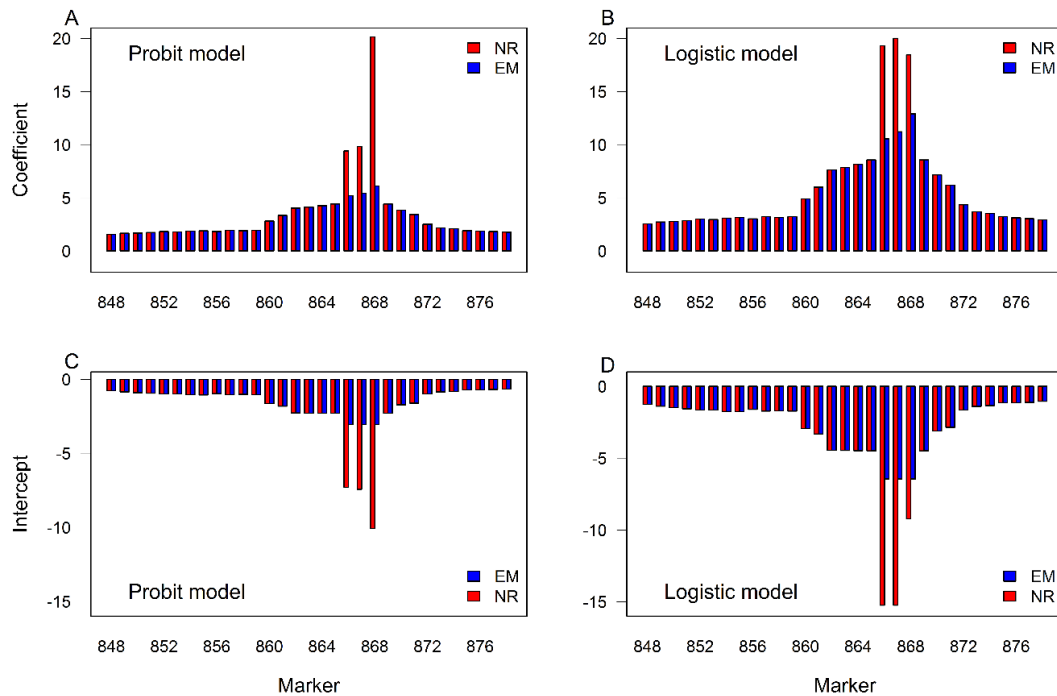 A
Probit model
NR
EM
20
15
10
5
0
Coefficient
848 852 856 860 864 868 872 876
B
Logistic model
NR
EM
20
15
10
5
0
848 852 856 860 864 868 872 876
C
0
-5
-10
-15
Intercept
Probit model
EM
NR
848 852 856 860 864 868 872 876
Marker
D
0
-5
-10
-15
Logistic model
EM
NR
848 852 856 860 864 868 872 876
Marker